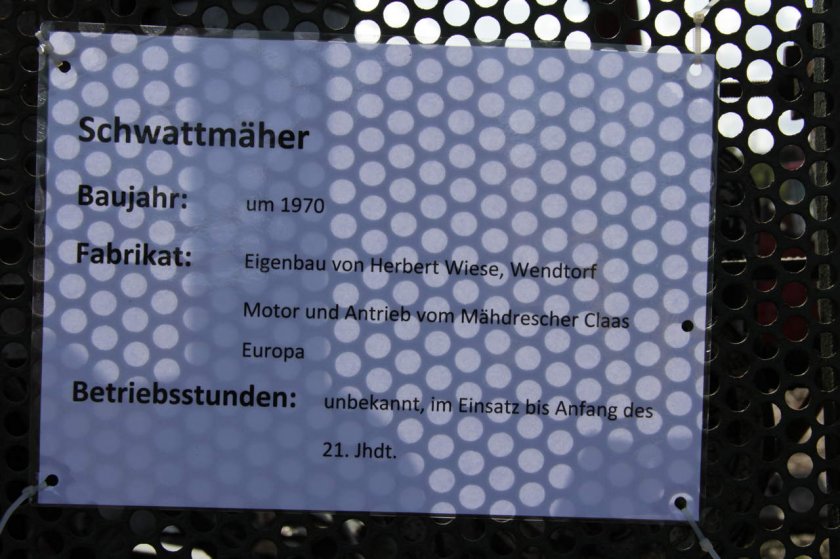 Schwattmäher
Baujahr: um 1970
Fabrikat: Eigenbau von Herbert Wiese, Wendtorf
Motor und Antrieb vom Mähdrescher Claas
Europa
Betriebsstunden: unbekannt, im Einsatz bis Anfang des
21. Jhdt.